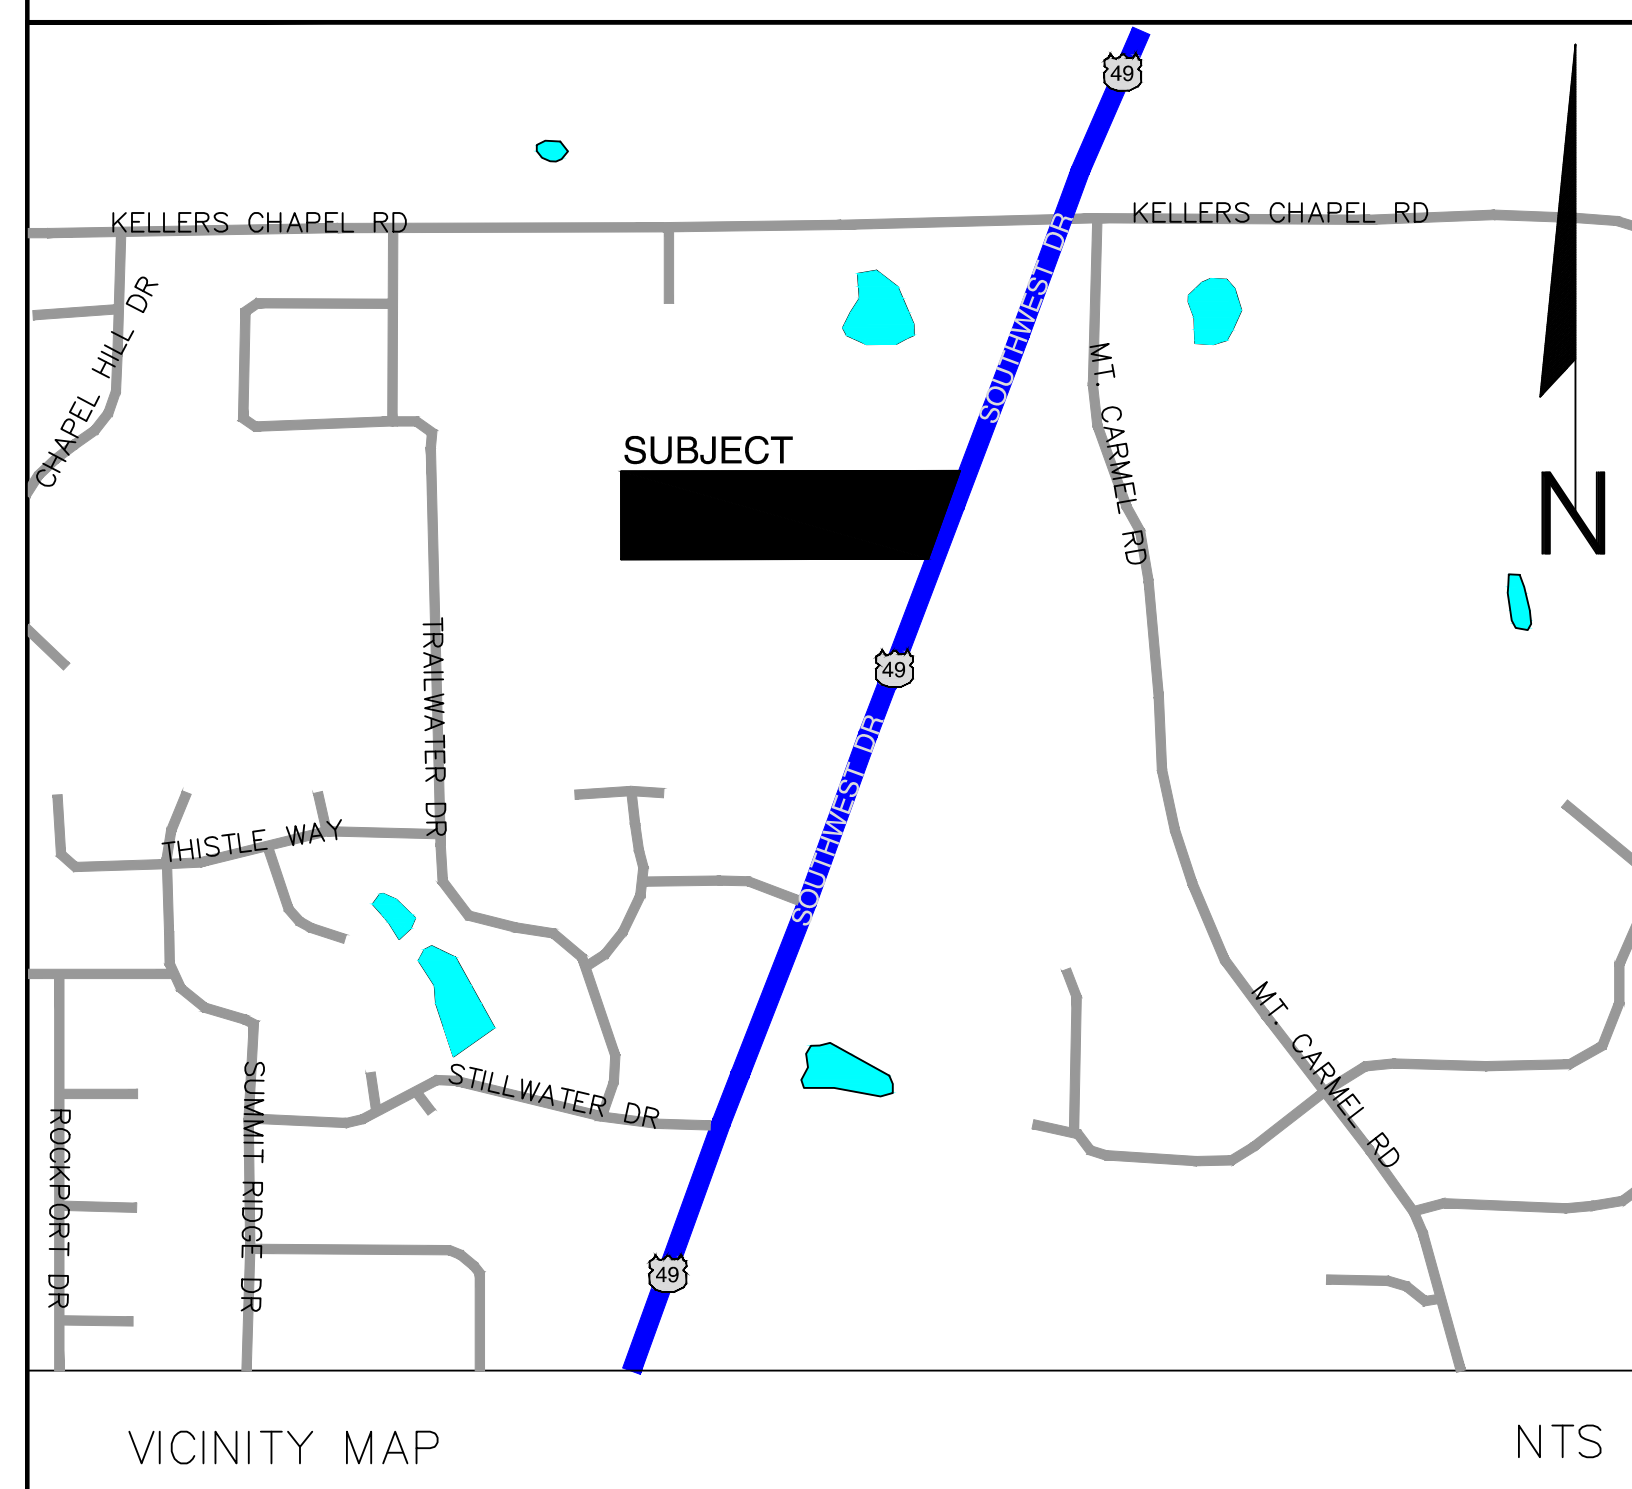 49
KELLERS CHAPEL RD
KELLERS CHAPEL RD
SOUTHWEST DR
CHAPEL HILL DR
MT. CARMEL RD
SUBJECT
N
TRAILWATER DR
49
SOUTHWEST DR
THISTLE WAY
MT. CARMEL RD
STILLWATER DR
SUMMIT RIDGE DR
ROCKPORT DR
49
VICINITY MAP
NTS